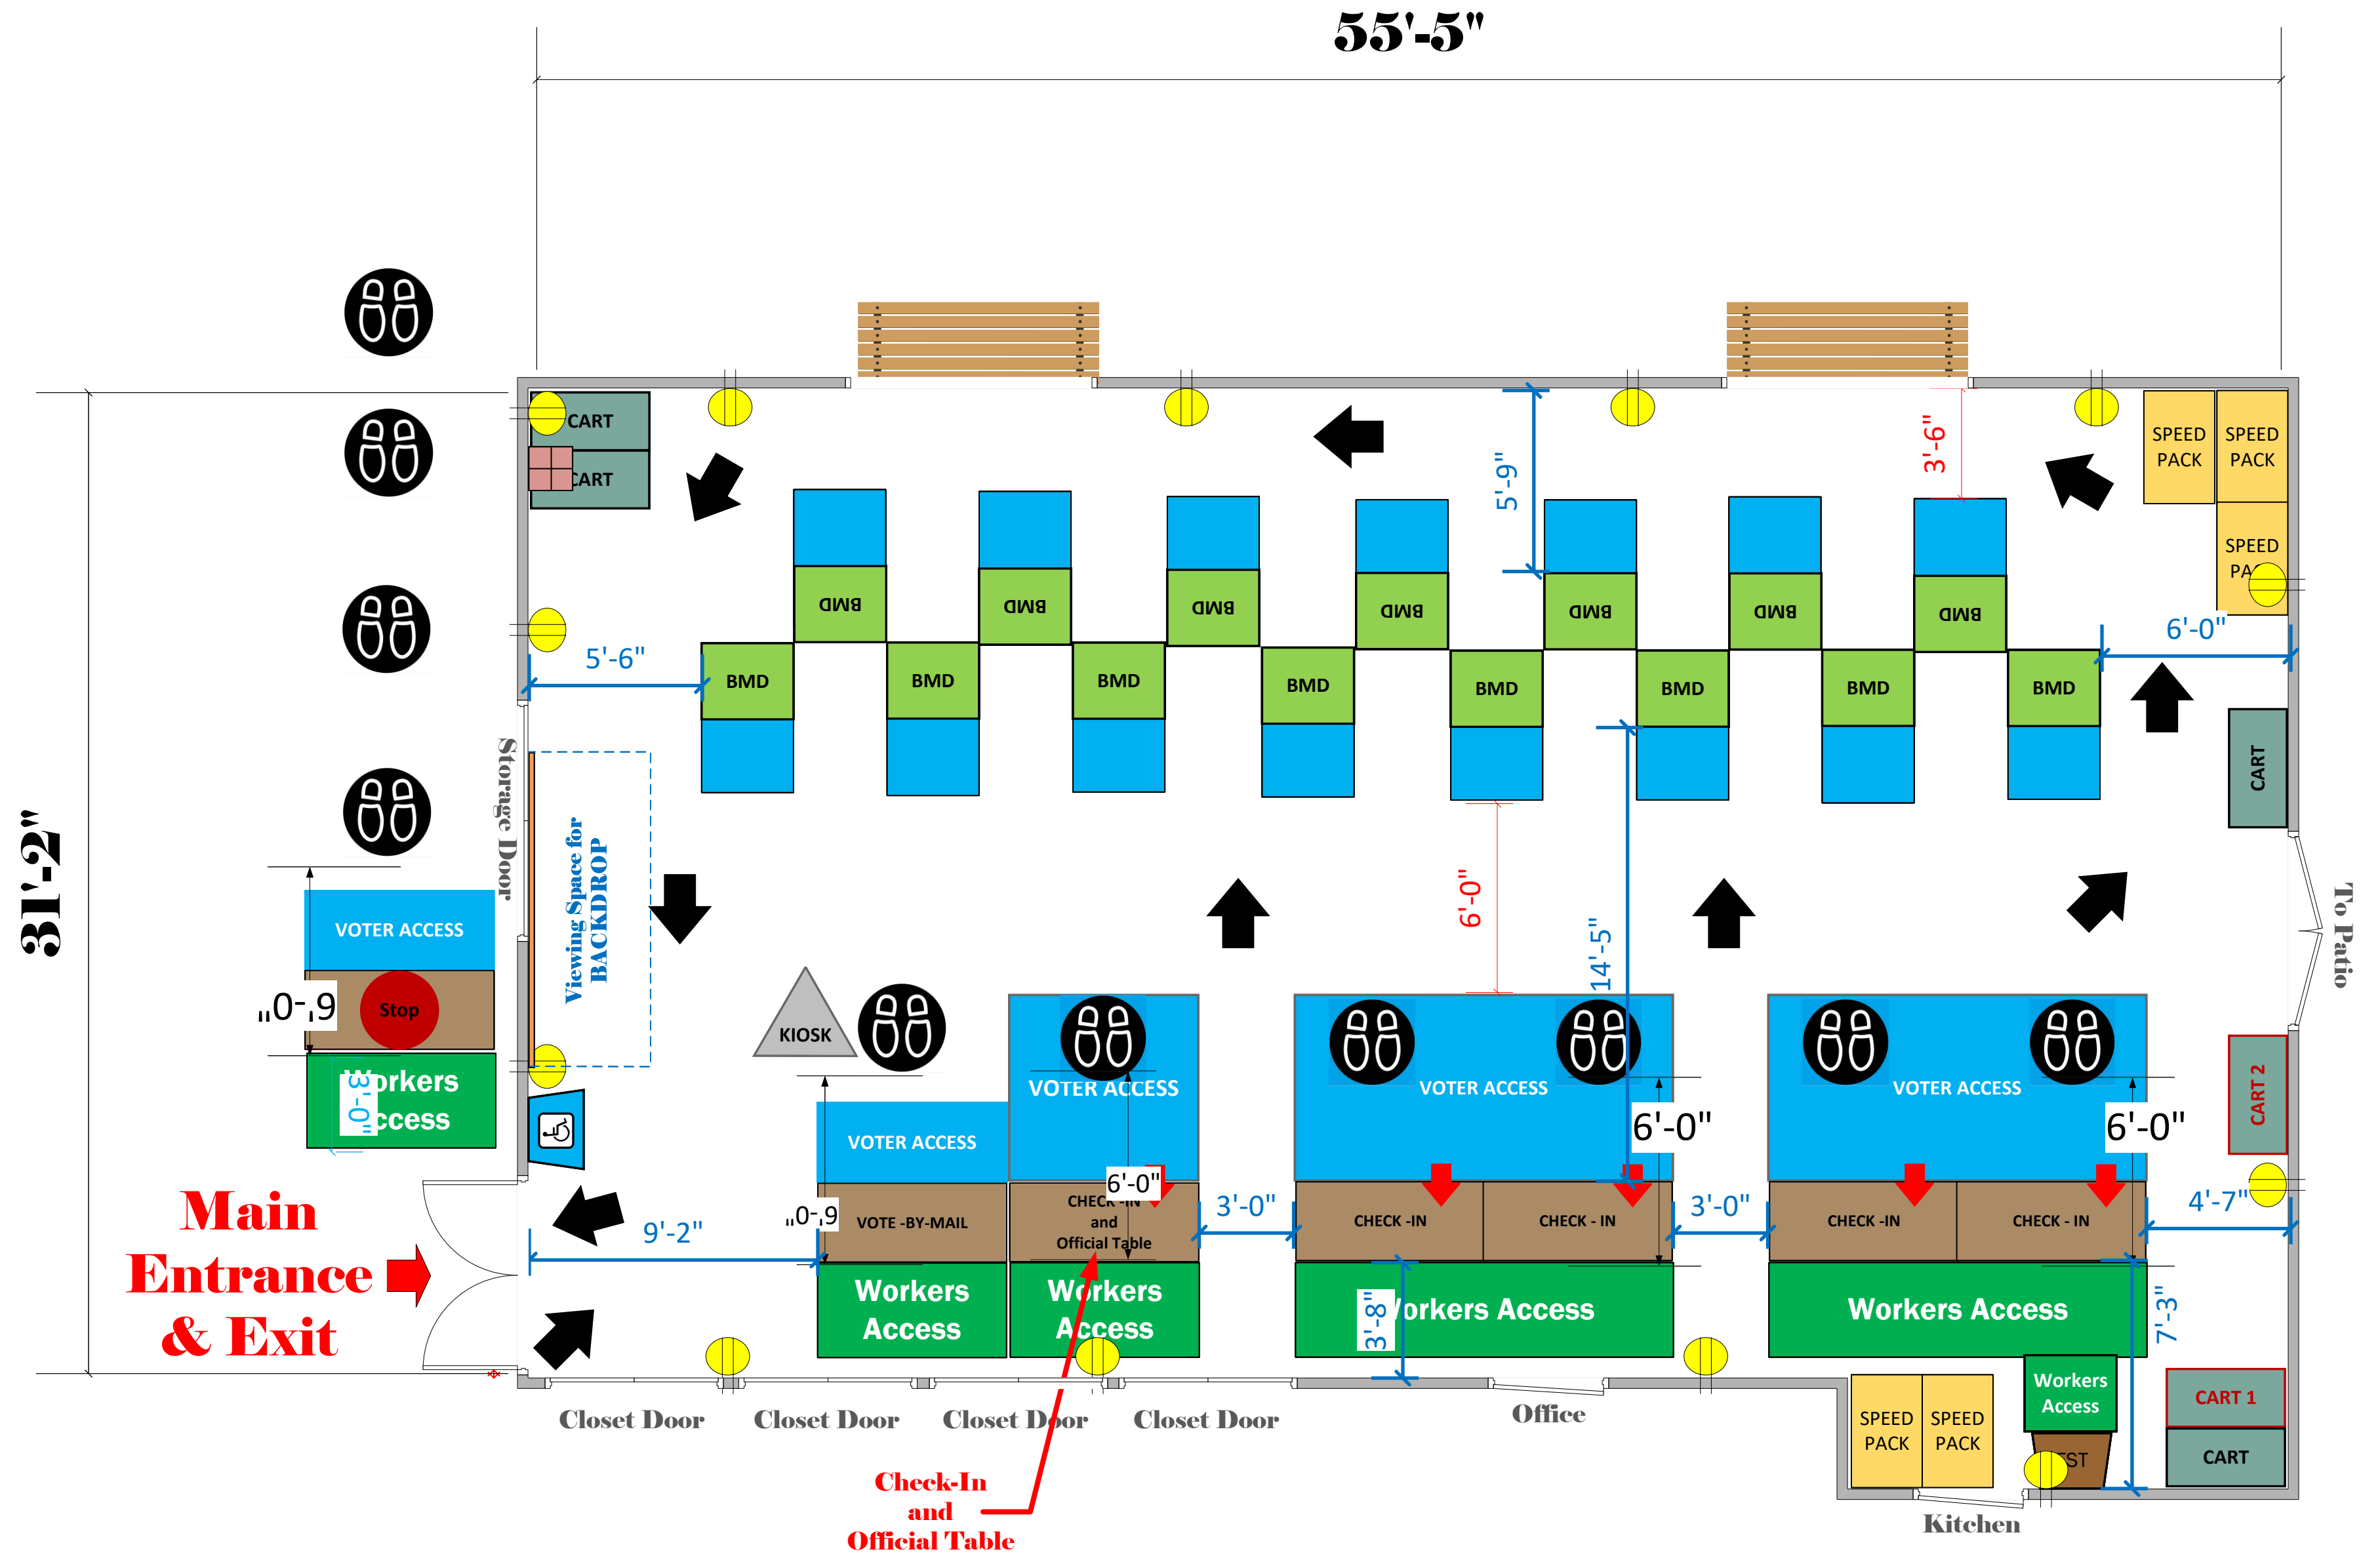 55'-5"
31'-2"
CART
CART
SPEED
PACK
SPEED
PACK
SPEED
5'-9"
3'-6"
BMD
BMD
BMD
BMD
BMD
BMD
BMD
5'-6"
6'-0"
BMD
BMD
BMD
BMD
BMD
BMD
BMD
BMD
CART
Storage Door
Viewing Space for
BACKDROP
6'-0"
14'-5"
To Patio
VOTER ACCESS
6'-0"
Stop
Workers
Access
3'-0"
KIOSK
VOTER ACCESS
VOTER ACCESS
VOTER ACCESS
VOTER ACCESS
6'-0"
6'-0"
CART 2
6'-0"
6'-0"
Main
Entrance
& Exit
9'-2"
VOTE -BY-MAIL
CHECK -IN
and
Official Table
3'-0"
CHECK -IN
CHECK - IN
3'-0"
CHECK -IN
CHECK - IN
4'-7"
Workers
Access
Workers
Access
3'-8"
Workers Access
Workers Access
7'-3"
Closet Door
Closet Door
Closet Door
Closet Door
Office
SPEED
PACK
SPEED
PACK
Workers
Access
CART 1
CART
Kitchen
Check-In
and
Official Table